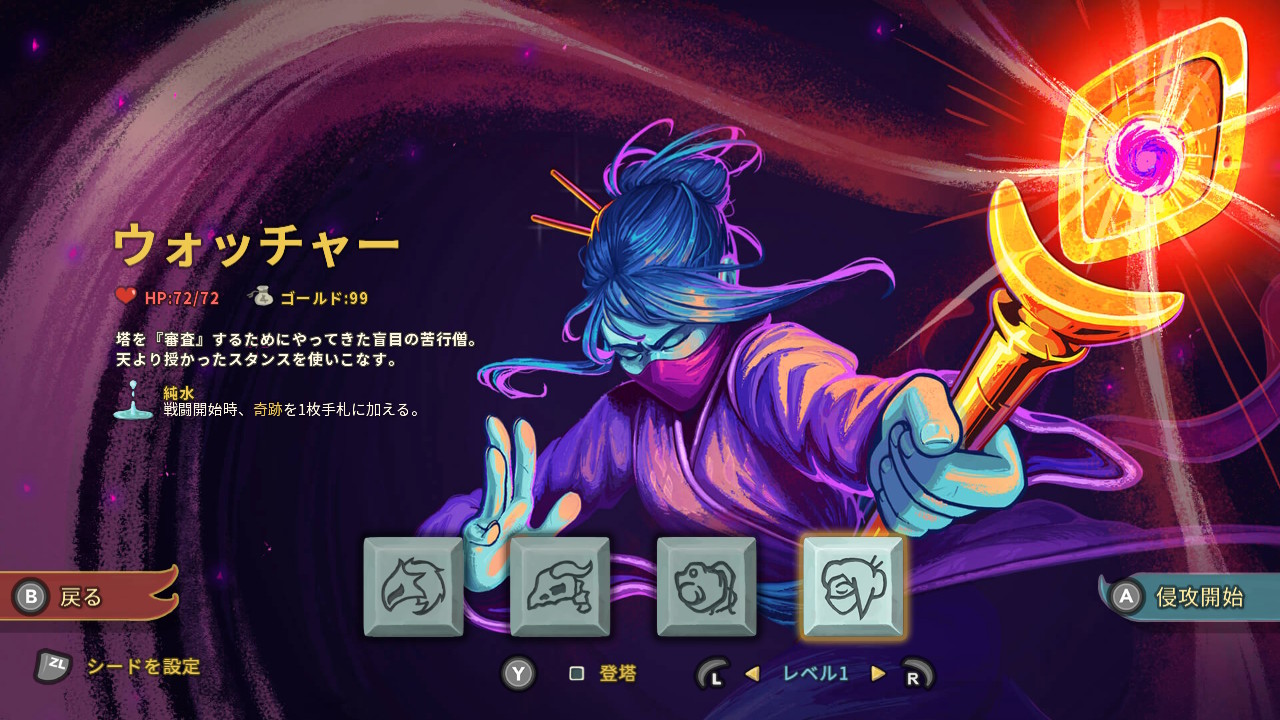 ウォッチャー
HP:72/72 ゴールド:99
塔を『審査』するためにやってきた盲目の苦行僧。
天より授かったスタンスを使いこなす。
純水
戦闘開始時、奇跡を1枚手札に加える。
B 戻る
A 侵攻開始
ZL シードを設定
Y 登塔
L レベル1 R